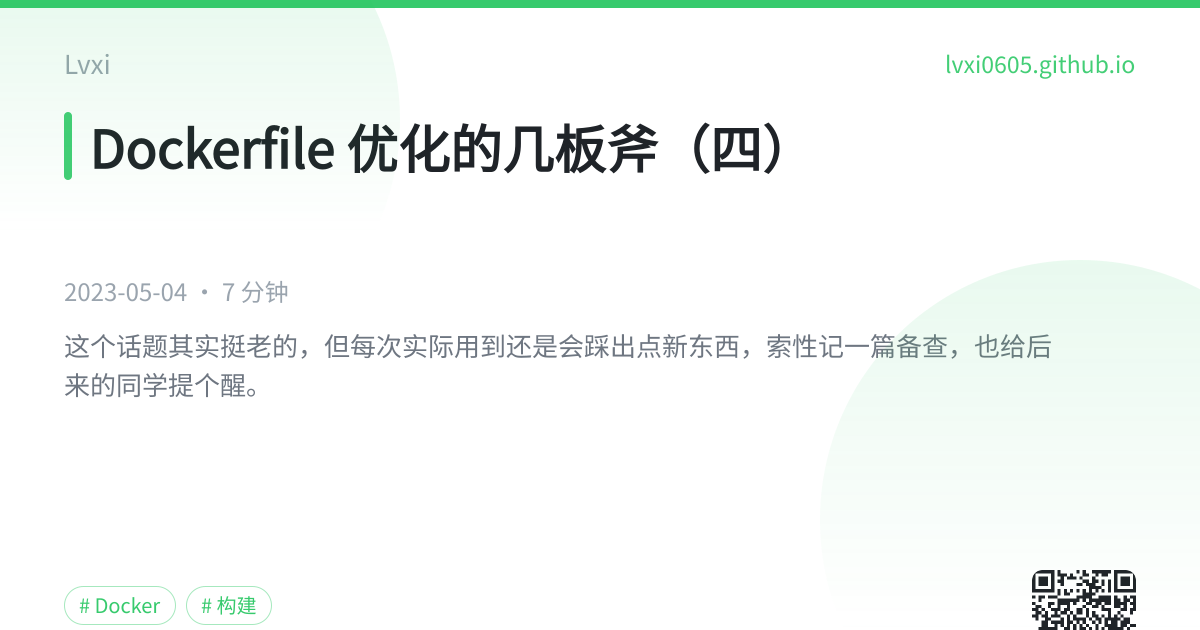 Lvxi
lvxi0605.github.io
Dockerfile 优化的几板斧（四）
2023-05-04 · 7 分钟
这个话题其实挺老的，但每次实际用到还是会踩出点新东西，索性记一篇备查，也给后
来的同学提个醒。
# Docker
# 构建